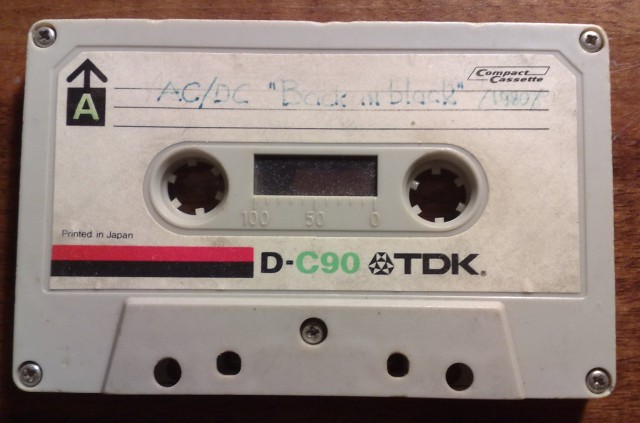 Compact
Cassette
A
AC/DC "Back in black" /1980/
100 50 0
Printed in Japan
D-C90 TDK®